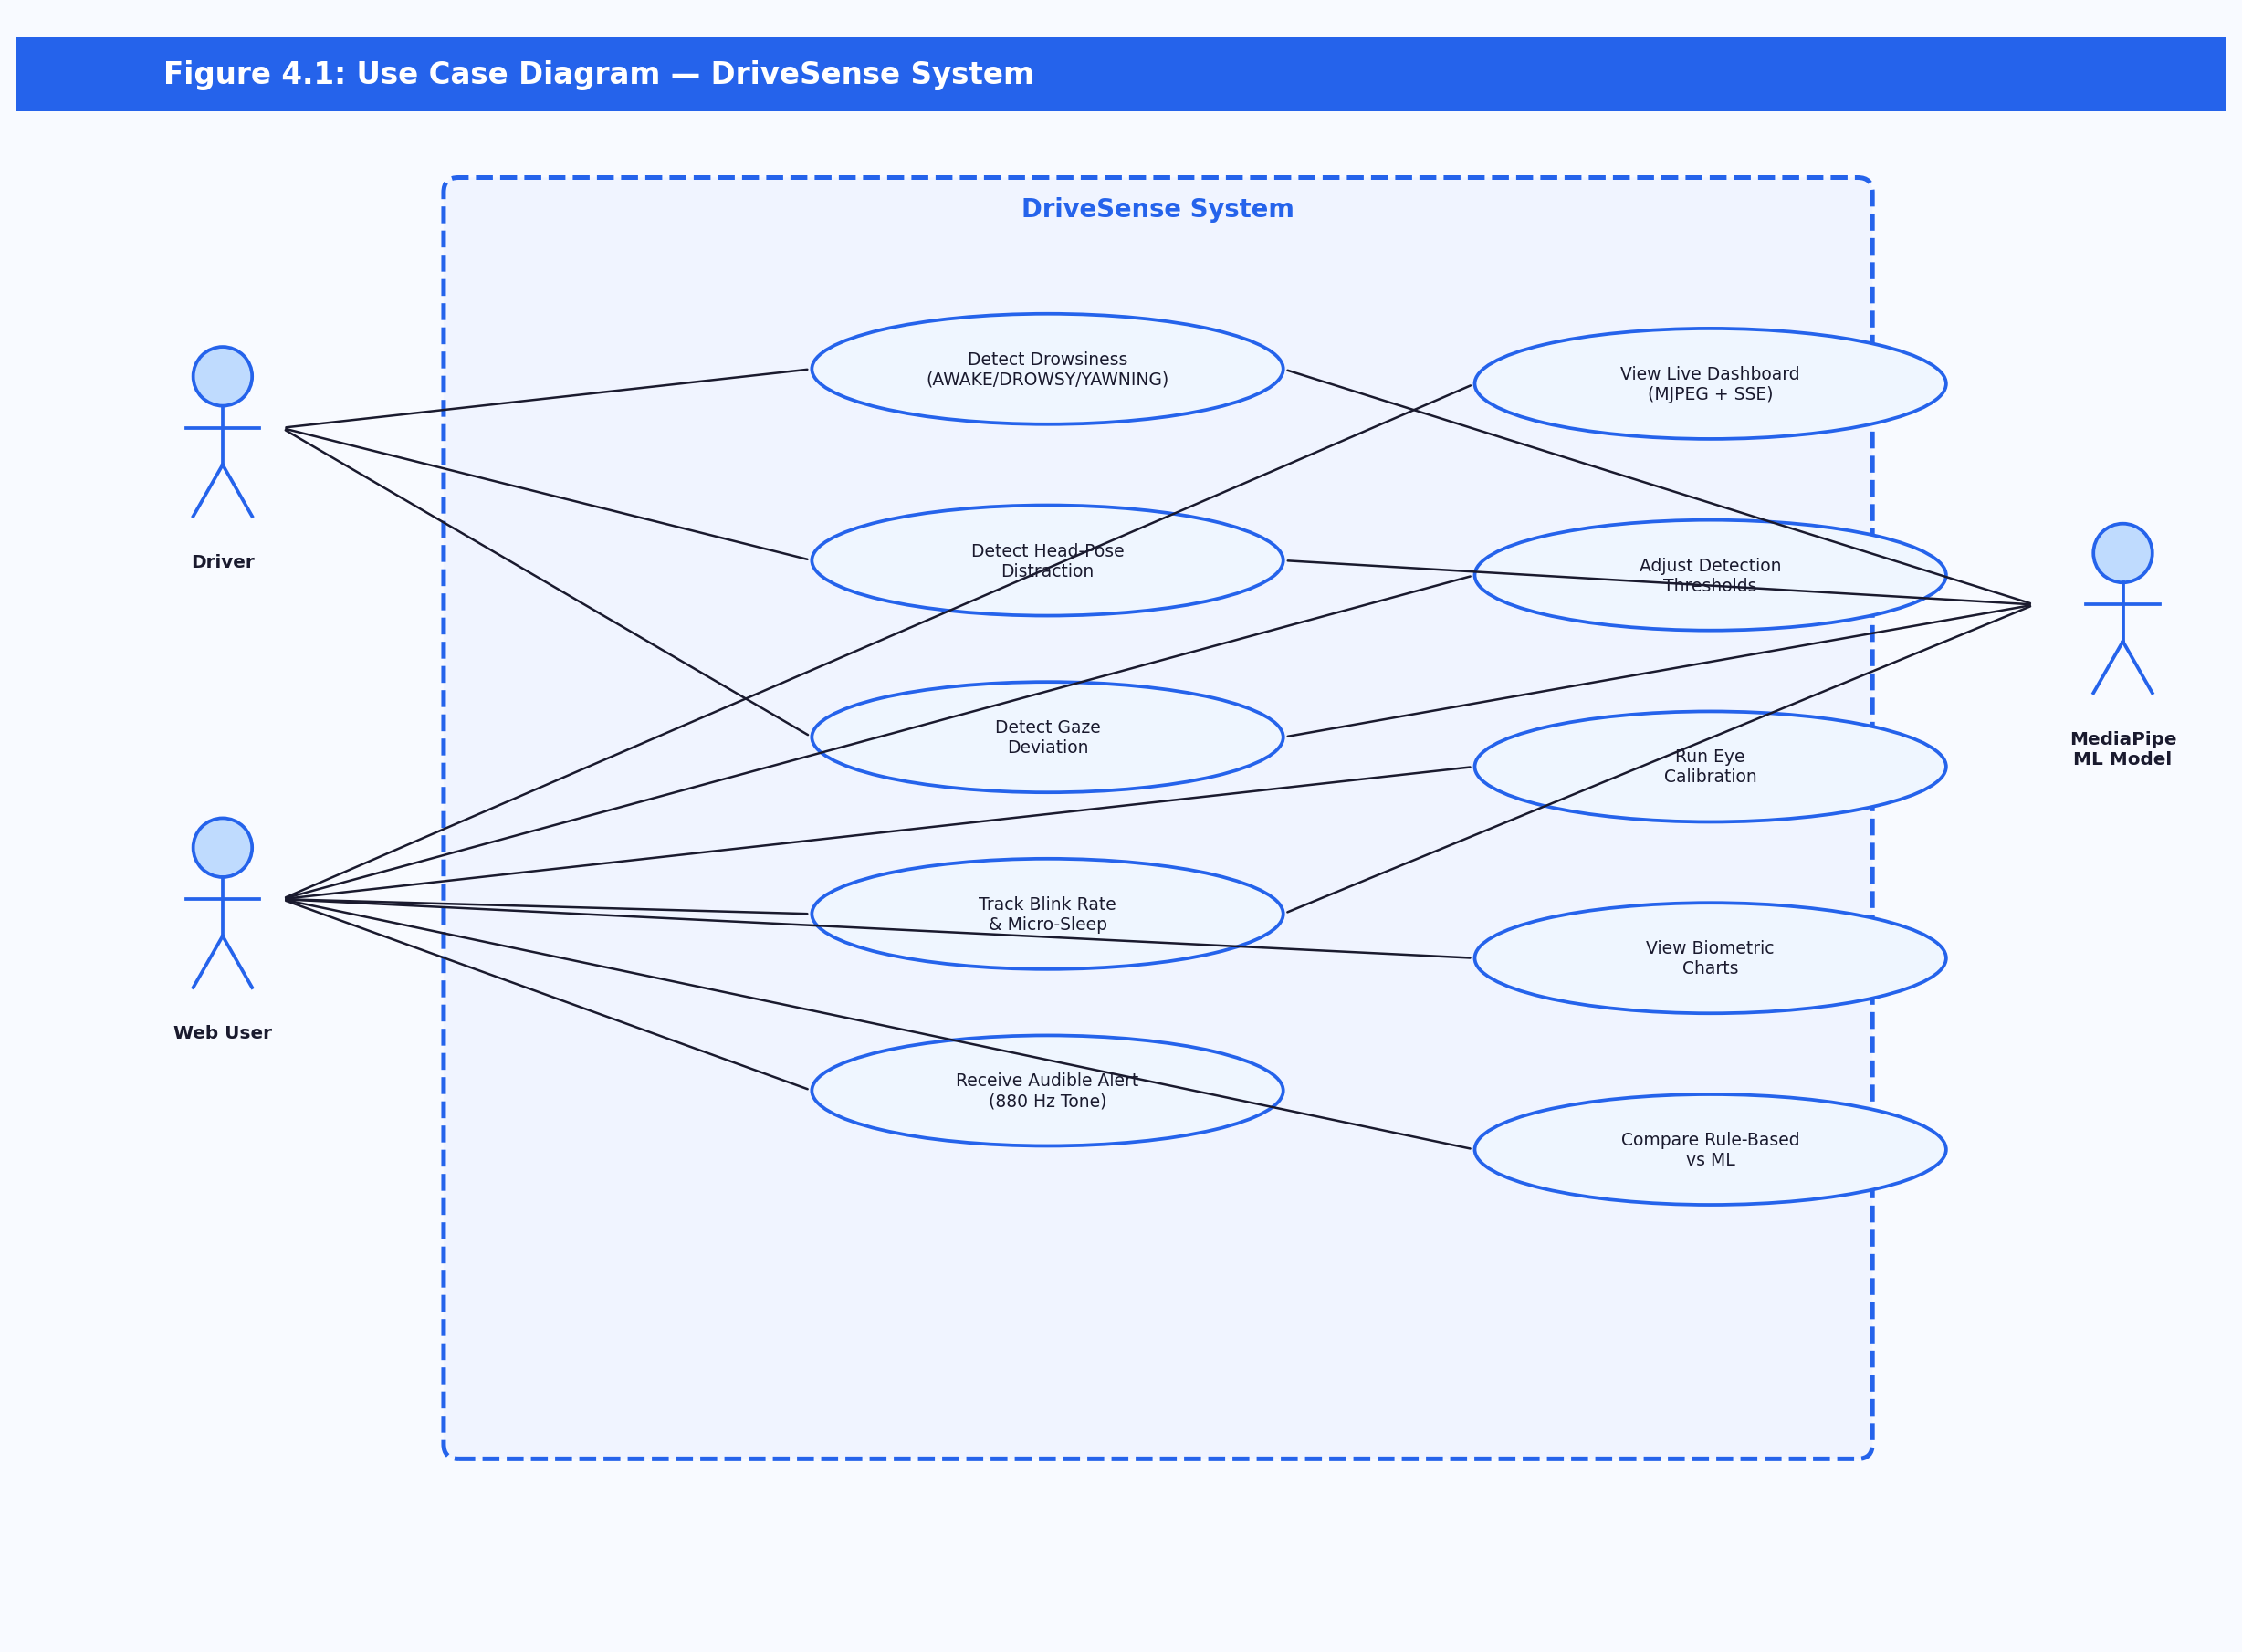 Figure 4.1: Use Case Diagram — DriveSense System
DriveSense System
Detect Drowsiness
(AWAKE/DROWSY/YAWNING)
View Live Dashboard
(MJPEG + SSE)
Driver
Detect Head-Pose
Distraction
Adjust Detection
Thresholds
Detect Gaze
Deviation
MediaPipe
ML Model
Run Eye
Calibration
Track Blink Rate
& Micro-Sleep
View Biometric
Charts
Web User
Receive Audible Alert
(880 Hz Tone)
Compare Rule-Based
vs ML